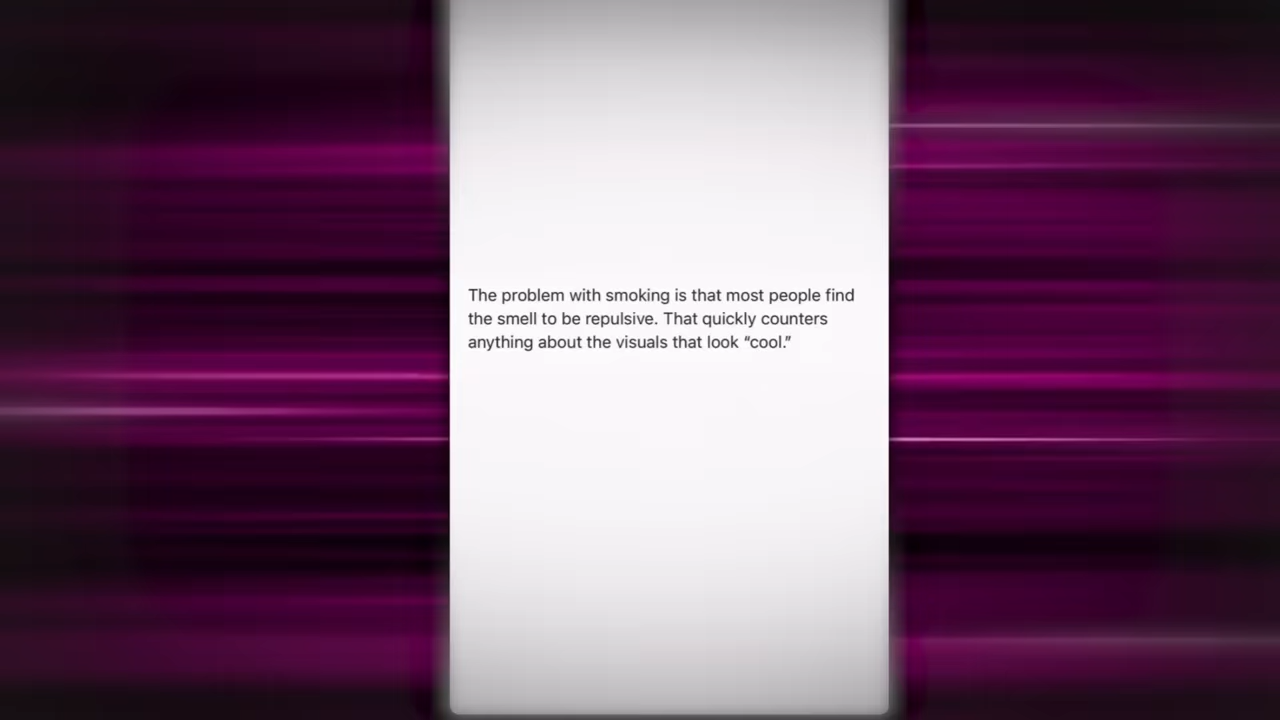 The problem with smoking is that most people find
the smell to be repulsive. That quickly counters
anything about the visuals that look “cool.”